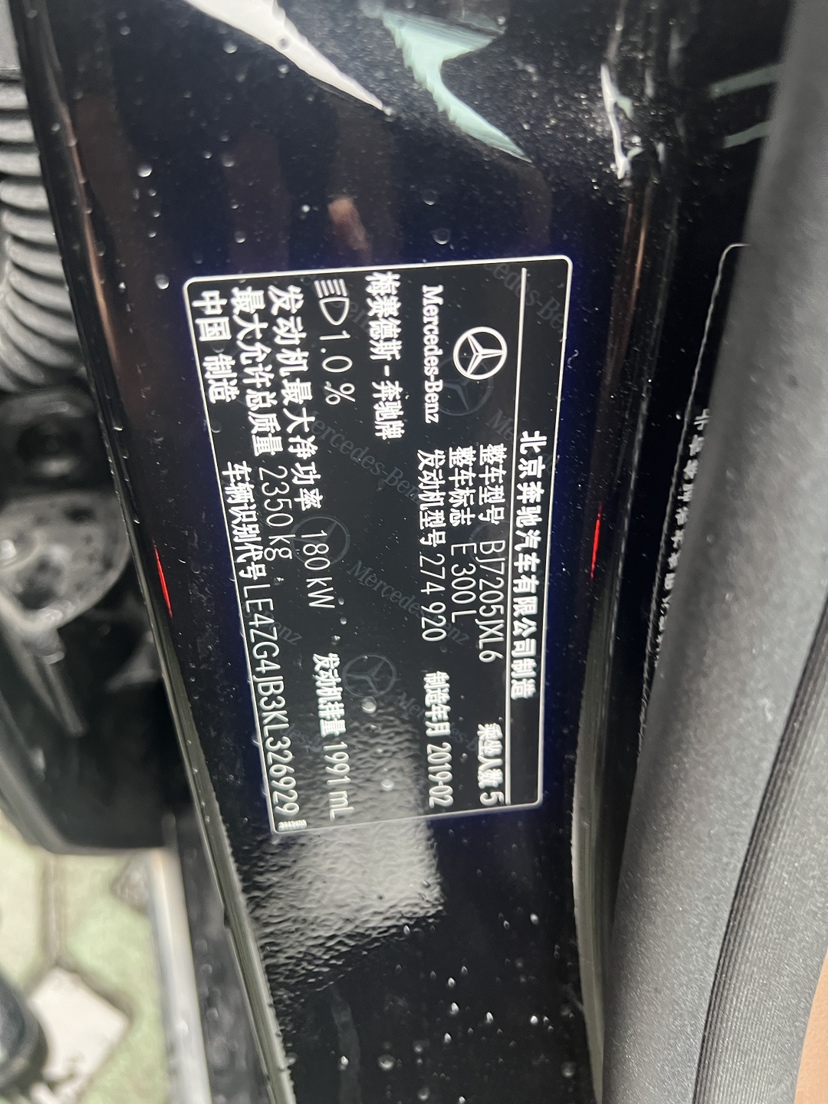 北京奔驰汽车有限公司制造
Mercedes-Benz
整车型号 BJ7205JXL6 乘坐人数 5
整车标志 E 300 L
发动机型号 274 920 制造年月 2019-02
梅赛德斯-奔驰牌
1.0 %
发动机最大净功率 180 kW 发动机排量 1991 mL
最大允许总质量 2350 kg
中国 制造 车辆识别代号 LE4ZG4JB3KL326929